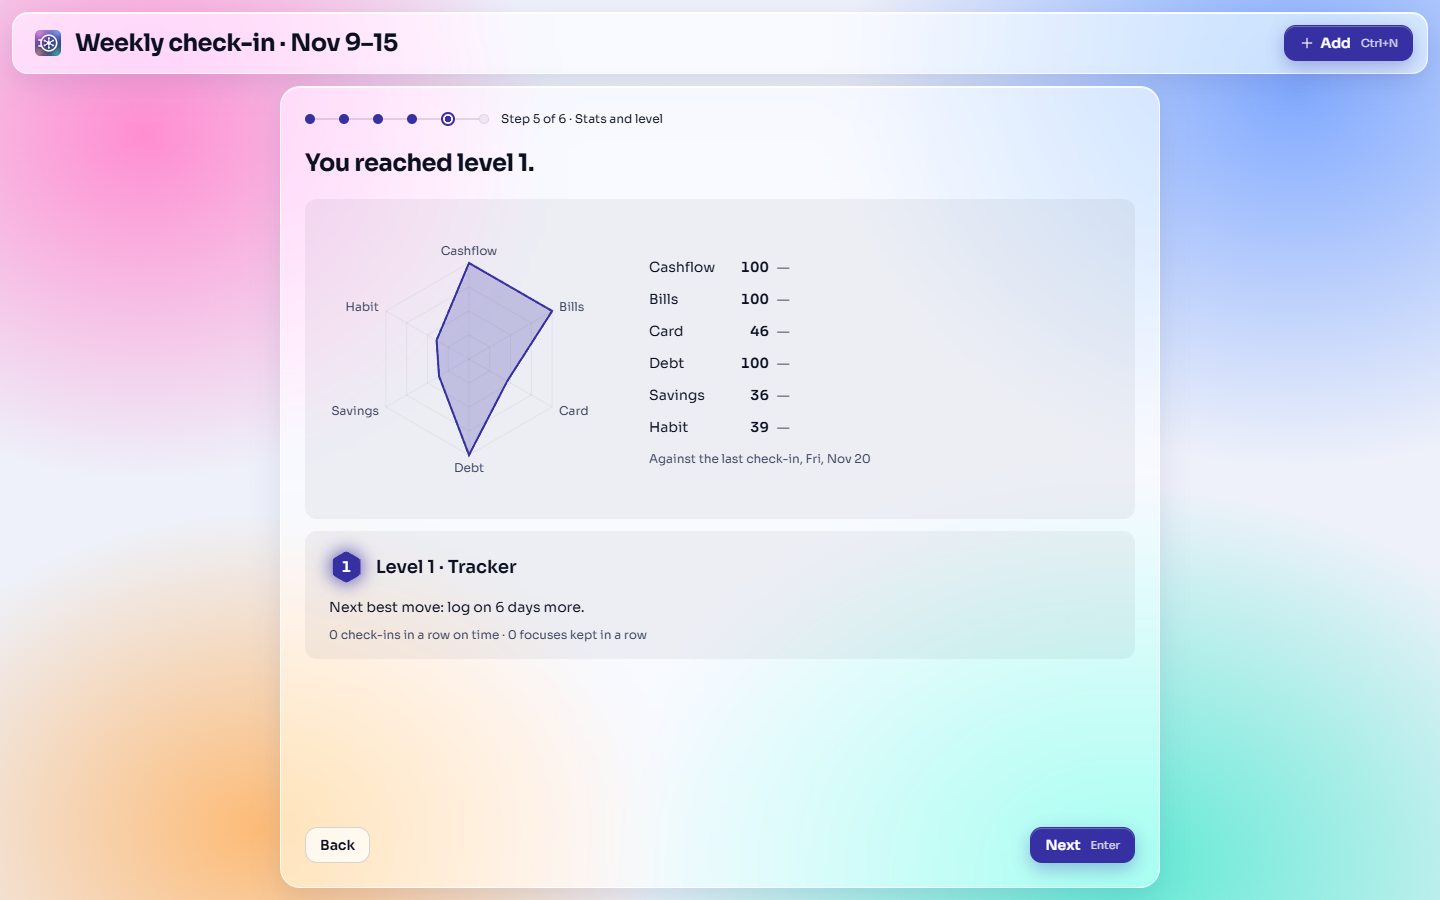 Weekly check-in · Nov 9–15
+ Add Ctrl+N
Step 5 of 6 · Stats and level
You reached level 1.
Cashflow
Habit
Bills
Savings
Card
Debt
Cashflow 100 —
Bills 100 —
Card 46 —
Debt 100 —
Savings 36 —
Habit 39 —
Against the last check-in, Fri, Nov 20
1 Level 1 · Tracker
Next best move: log on 6 days more.
0 check-ins in a row on time · 0 focuses kept in a row
Back
Next Enter